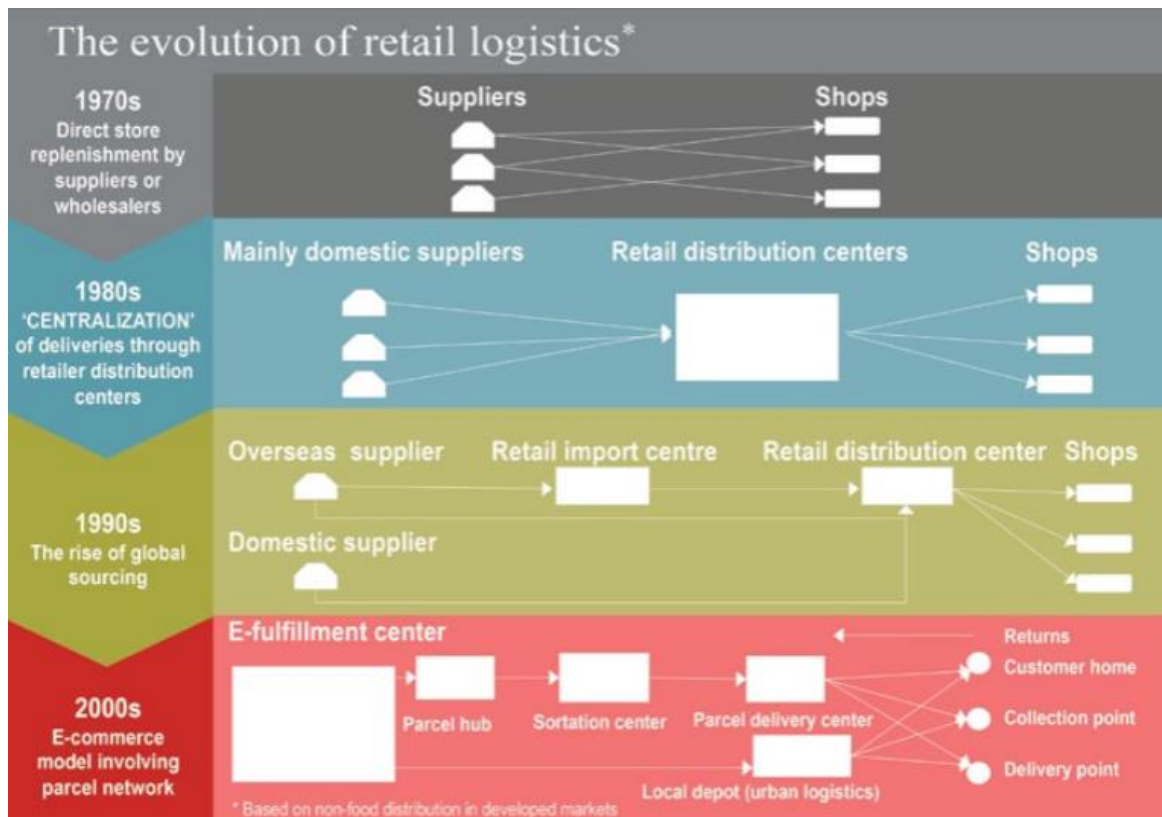 The evolution of retail logistics*
1970s
Direct store
replenishment by
suppliers or
wholesalers
Suppliers
Shops
1980s
'CENTRALIZATION'
of deliveries through
retailer distribution
centers
Mainly domestic suppliers
Retail distribution centers
Shops
1990s
The rise of global
sourcing
Overseas supplier
Retail import centre
Retail distribution center
Shops
Domestic supplier
2000s
E-commerce
model involving
parcel network
E-fulfillment center
Parcel hub
Sortation center
Parcel delivery center
Local depot (urban logistics)
Returns
Customer home
Collection point
Delivery point
* Based on non-food distribution in developed markets